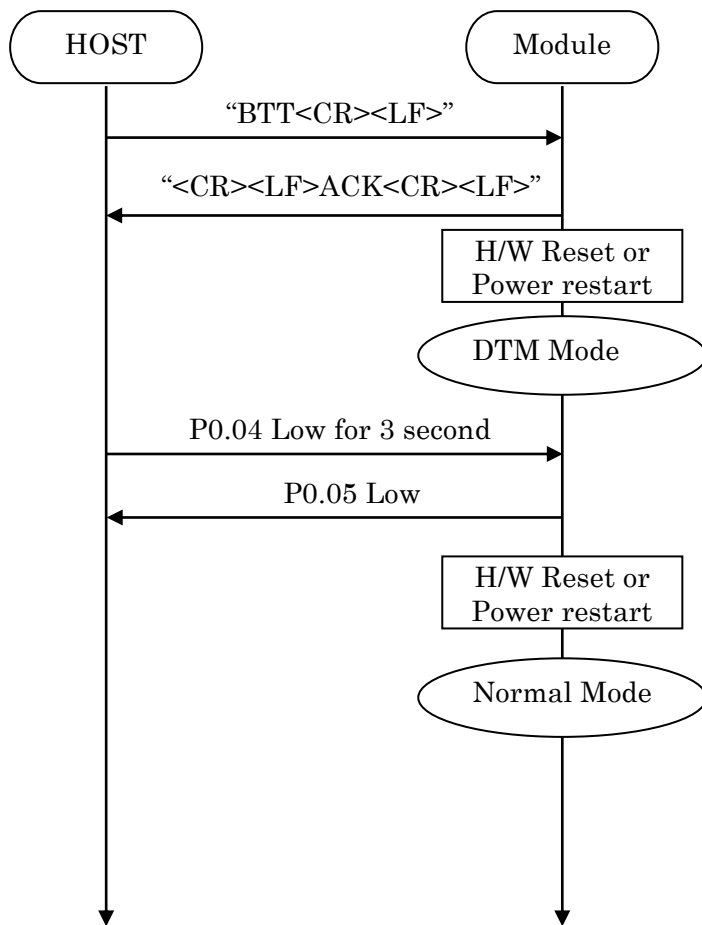 HOST
Module
“BTT<CR><LF>”
“<CR><LF>ACK<CR><LF>”
H/W Reset or
Power restart
DTM Mode
P0.04 Low for 3 second
P0.05 Low
H/W Reset or
Power restart
Normal Mode